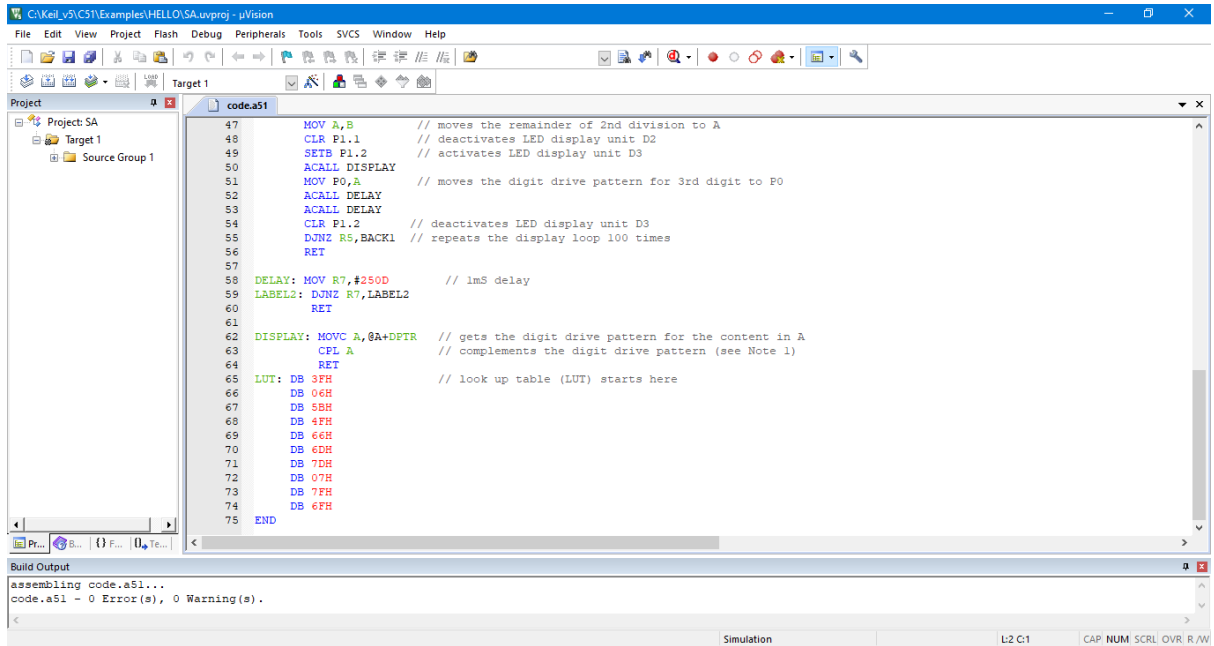 C:\Keil_v5\C51\Examples\HELLO\SA.uvproj - µVision
File Edit View Project Flash Debug Peripherals Tools SVCS Window Help
LOAD Target 1
Project
code.a51
Project: SA
Target 1
Source Group 1
47 MOV A,B // moves the remainder of 2nd division to A
48 CLR P1.1 // deactivates LED display unit D2
49 SETB P1.2 // activates LED display unit D3
50 ACALL DISPLAY
51 MOV P0,A // moves the digit drive pattern for 3rd digit to P0
52 ACALL DELAY
53 ACALL DELAY
54 CLR P1.2 // deactivates LED display unit D3
55 DJNZ R5,BACK1 // repeats the display loop 100 times
56 RET
57
58 DELAY: MOV R7,#250D // 1mS delay
59 LABEL2: DJNZ R7,LABEL2
60 RET
61
62 DISPLAY: MOVC A,@A+DPTR // gets the digit drive pattern for the content in A
63 CPL A // complements the digit drive pattern (see Note 1)
64 RET
65 LUT: DB 3FH // look up table (LUT) starts here
66 DB 06H
67 DB 5BH
68 DB 4FH
69 DB 66H
70 DB 6DH
71 DB 7DH
72 DB 07H
73 DB 7FH
74 DB 6FH
75 END
Pr... B... {} F... 0 Te...
Build Output
assembling code.a51...
code.a51 - 0 Error(s), 0 Warning(s).
Simulation L:2 C:1 CAP NUM SCRL OVR R/W